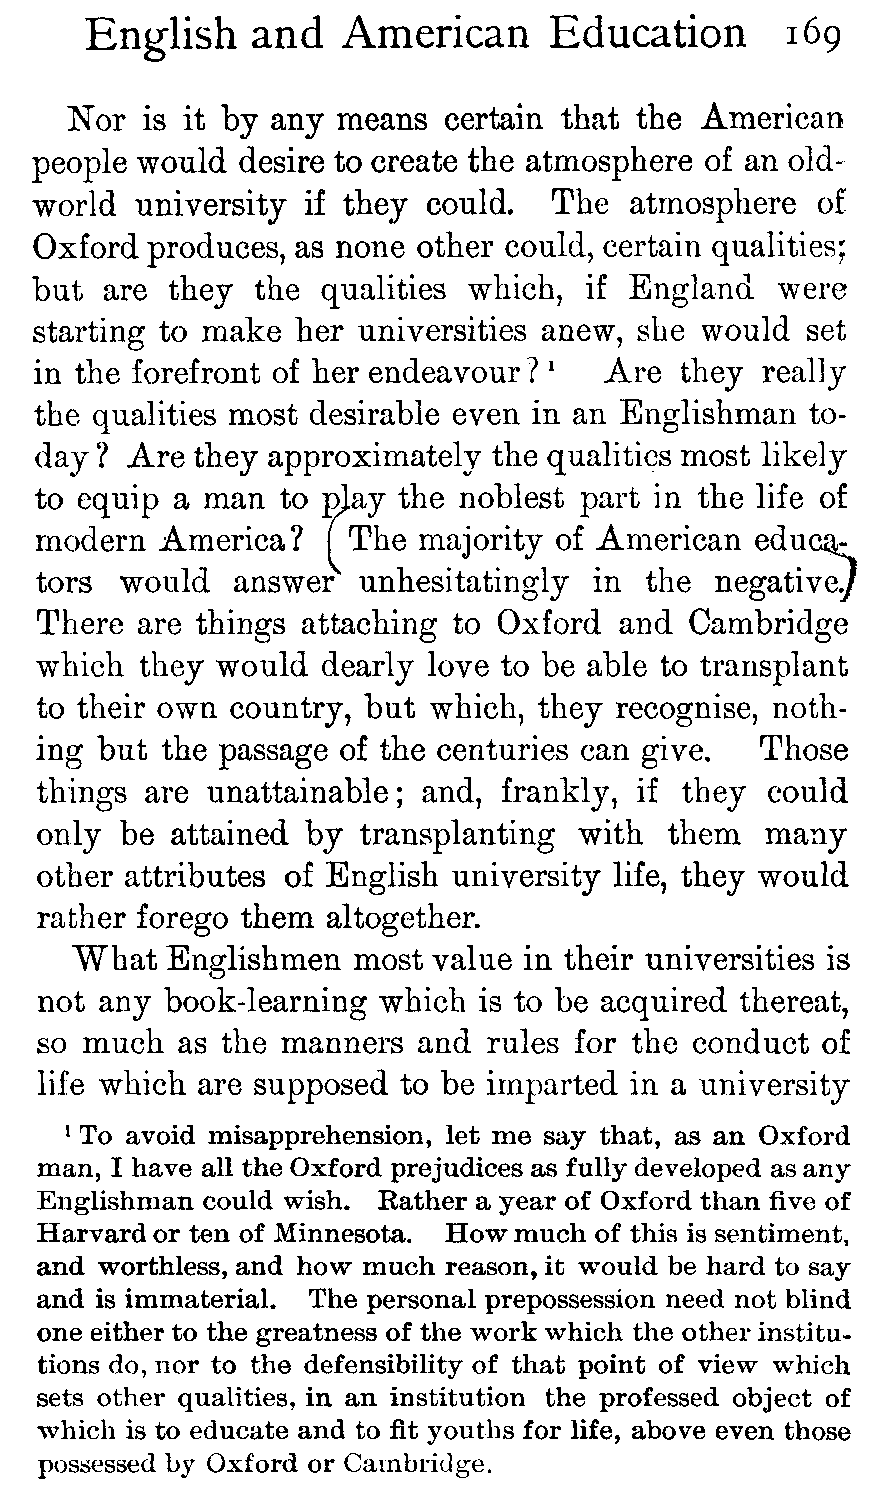 English and American Education 169
Nor is it by any means certain that the American
people would desire to create the atmosphere of an old-
world university if they could. The atmosphere of
Oxford produces, as none other could, certain qualities;
but are they the qualities which, if England were
starting to make her universities anew, she would set
in the forefront of her endeavour?¹ Are they really
the qualities most desirable even in an Englishman to-
day? Are they approximately the qualities most likely
to equip a man to play the noblest part in the life of
modern America? (The majority of American educa-
tors would answer unhesitatingly in the negative.)
There are things attaching to Oxford and Cambridge
which they would dearly love to be able to transplant
to their own country, but which, they recognise, noth-
ing but the passage of the centuries can give. Those
things are unattainable; and, frankly, if they could
only be attained by transplanting with them many
other attributes of English university life, they would
rather forego them altogether.
What Englishmen most value in their universities is
not any book-learning which is to be acquired thereat,
so much as the manners and rules for the conduct of
life which are supposed to be imparted in a university
¹ To avoid misapprehension, let me say that, as an Oxford
man, I have all the Oxford prejudices as fully developed as any
Englishman could wish. Rather a year of Oxford than five of
Harvard or ten of Minnesota. How much of this is sentiment,
and worthless, and how much reason, it would be hard to say
and is immaterial. The personal prepossession need not blind
one either to the greatness of the work which the other institu-
tions do, nor to the defensibility of that point of view which
sets other qualities, in an institution the professed object of
which is to educate and to fit youths for life, above even those
possessed by Oxford or Cambridge.